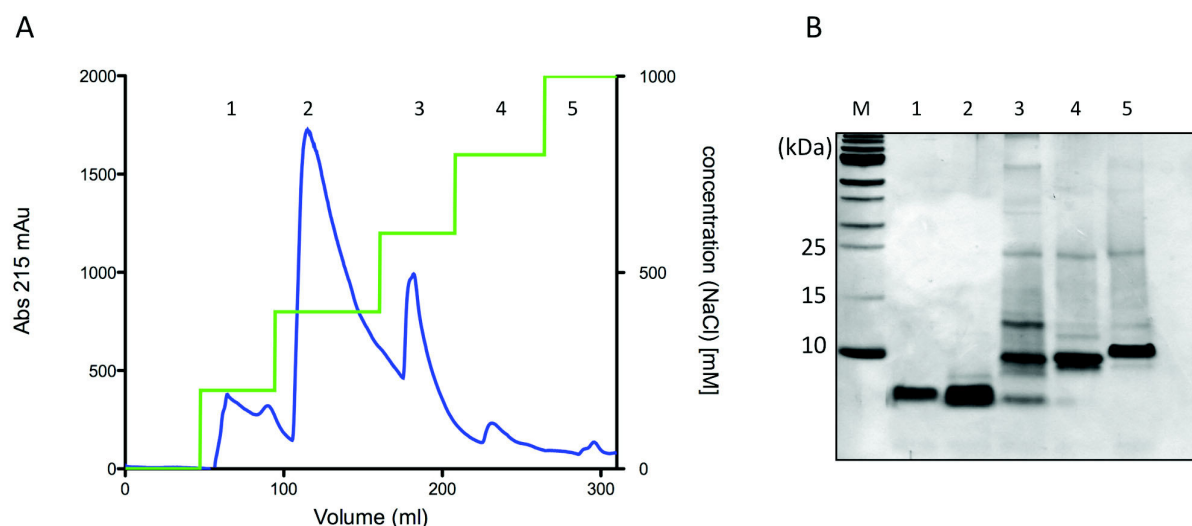 A
2000
1500
1000
500
0
Abs 215 mAu
1 2 3 4 5
1000
500
0
concentration (NaCl) [mM]
0 100 200 300
Volume (ml)
B
M 1 2 3 4 5
(kDa)
25
15
10